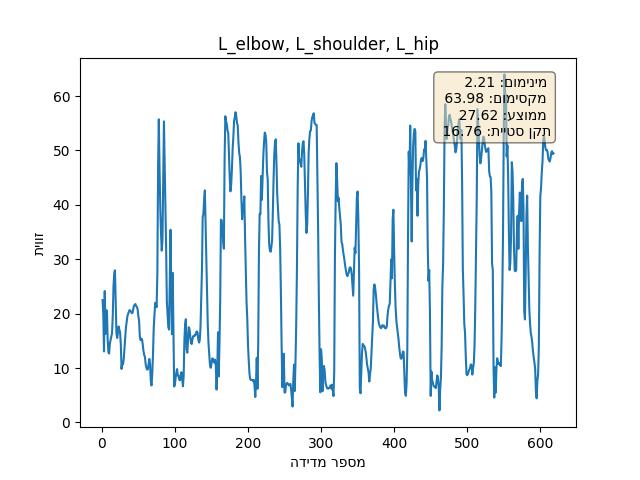 L_elbow, L_shoulder, L_hip
מינימום: 2.21
מקסימום: 63.98
ממוצע: 27.62
תקן סטיית: 16.76
זווית
60
50
40
30
20
10
0
0 100 200 300 400 500 600
מספר מדידה